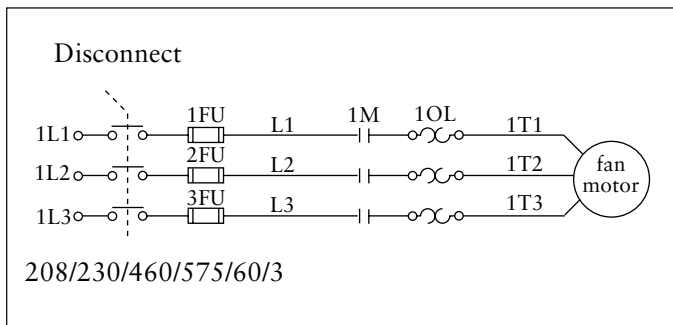 Disconnect
1FU 1M 1OL
1L1 L1 1T1
2FU
1L2 L2 1T2
fan
motor
3FU
1L3 L3 1T3
208/230/460/575/60/3